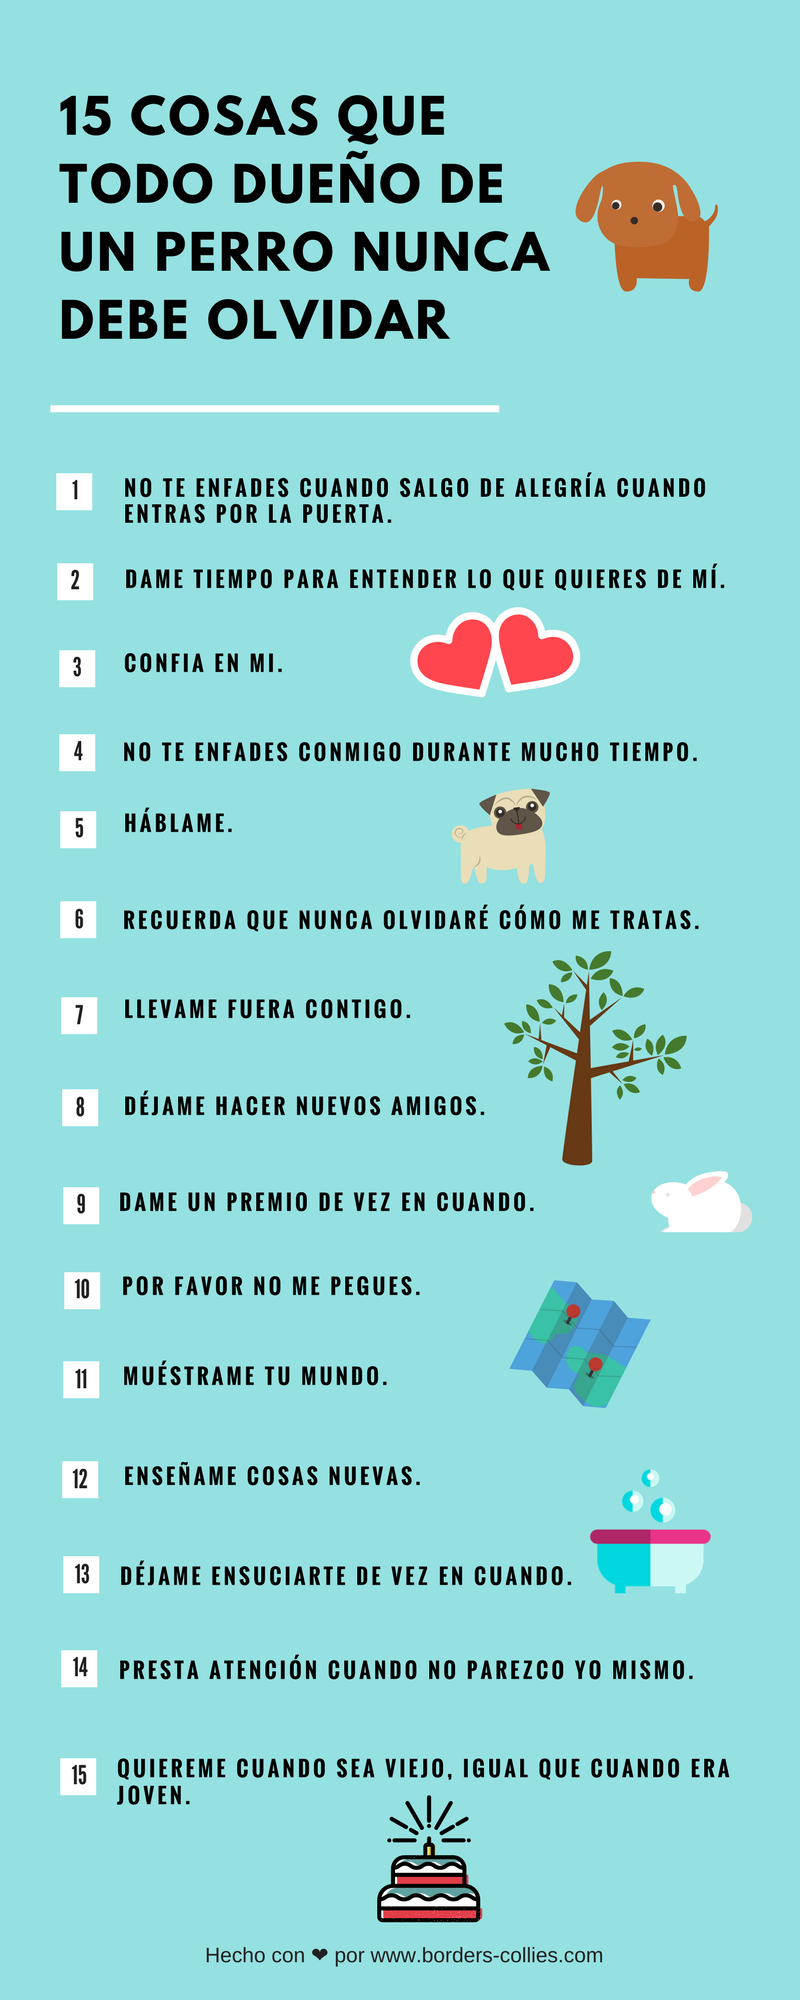 15 COSAS QUE
TODO DUEÑO DE
UN PERRO NUNCA
DEBE OLVIDAR
1 NO TE ENFADES CUANDO SALGO DE ALEGRÍA CUANDO
ENTRAS POR LA PUERTA.
2 DAME TIEMPO PARA ENTENDER LO QUE QUIERES DE MÍ.
3 CONFIA EN MI.
4 NO TE ENFADES CONMIGO DURANTE MUCHO TIEMPO.
5 HÁBLAME.
6 RECUERDA QUE NUNCA OLVIDARÉ CÓMO ME TRATAS.
7 LLEVAME FUERA CONTIGO.
8 DÉJAME HACER NUEVOS AMIGOS.
9 DAME UN PREMIO DE VEZ EN CUANDO.
10 POR FAVOR NO ME PEGUES.
11 MUÉSTRAME TU MUNDO.
12 ENSEÑAME COSAS NUEVAS.
13 DÉJAME ENSUCIARTE DE VEZ EN CUANDO.
14 PRESTA ATENCIÓN CUANDO NO PAREZCO YO MISMO.
15 QUIEREME CUANDO SEA VIEJO, IGUAL QUE CUANDO ERA
JOVEN.
Hecho con ❤ por www.borders-collies.com